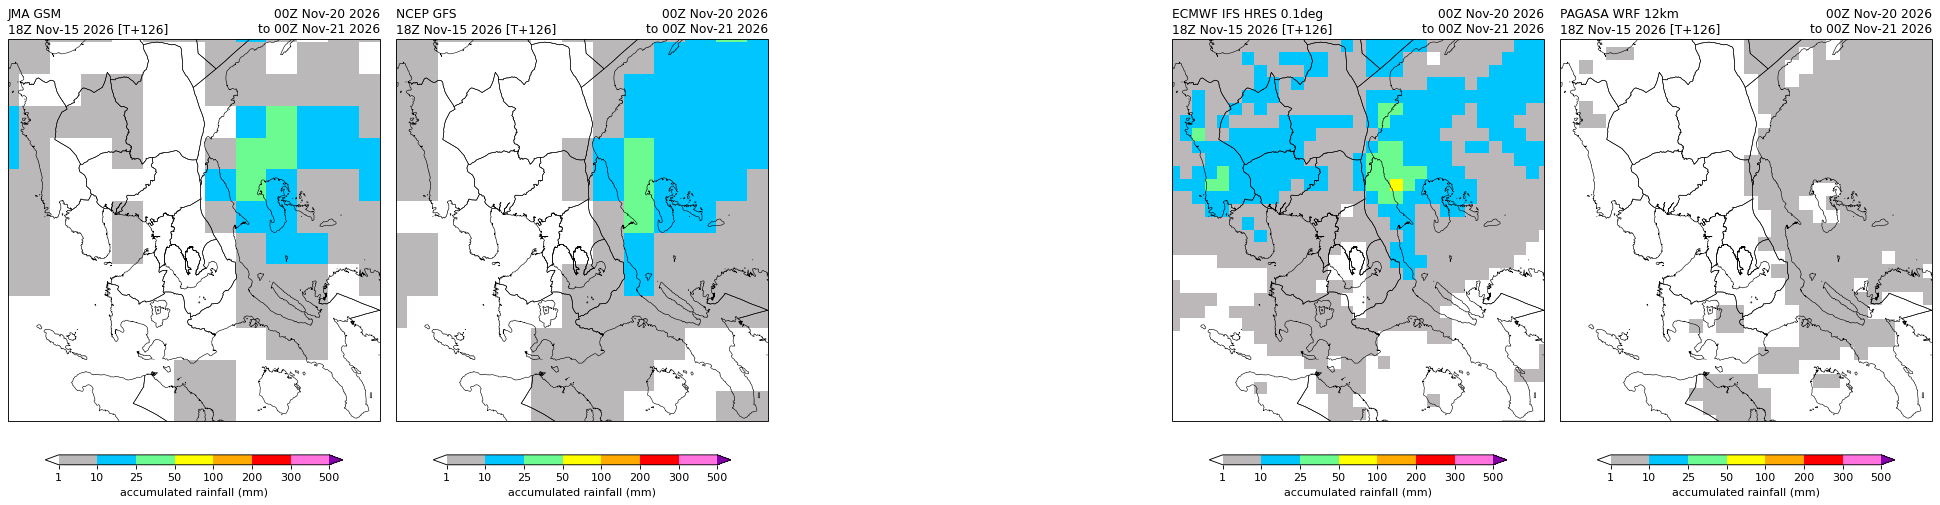 JMA GSM 00Z Nov-20 2026
18Z Nov-15 2026 [T+126] to 00Z Nov-21 2026
1 10 25 50 100 200 300 500
accumulated rainfall (mm)
NCEP GFS 00Z Nov-20 2026
18Z Nov-15 2026 [T+126] to 00Z Nov-21 2026
1 10 25 50 100 200 300 500
accumulated rainfall (mm)
ECMWF IFS HRES 0.1deg 00Z Nov-20 2026
18Z Nov-15 2026 [T+126] to 00Z Nov-21 2026
1 10 25 50 100 200 300 500
accumulated rainfall (mm)
PAGASA WRF 12km 00Z Nov-20 2026
18Z Nov-15 2026 [T+126] to 00Z Nov-21 2026
1 10 25 50 100 200 300 500
accumulated rainfall (mm)